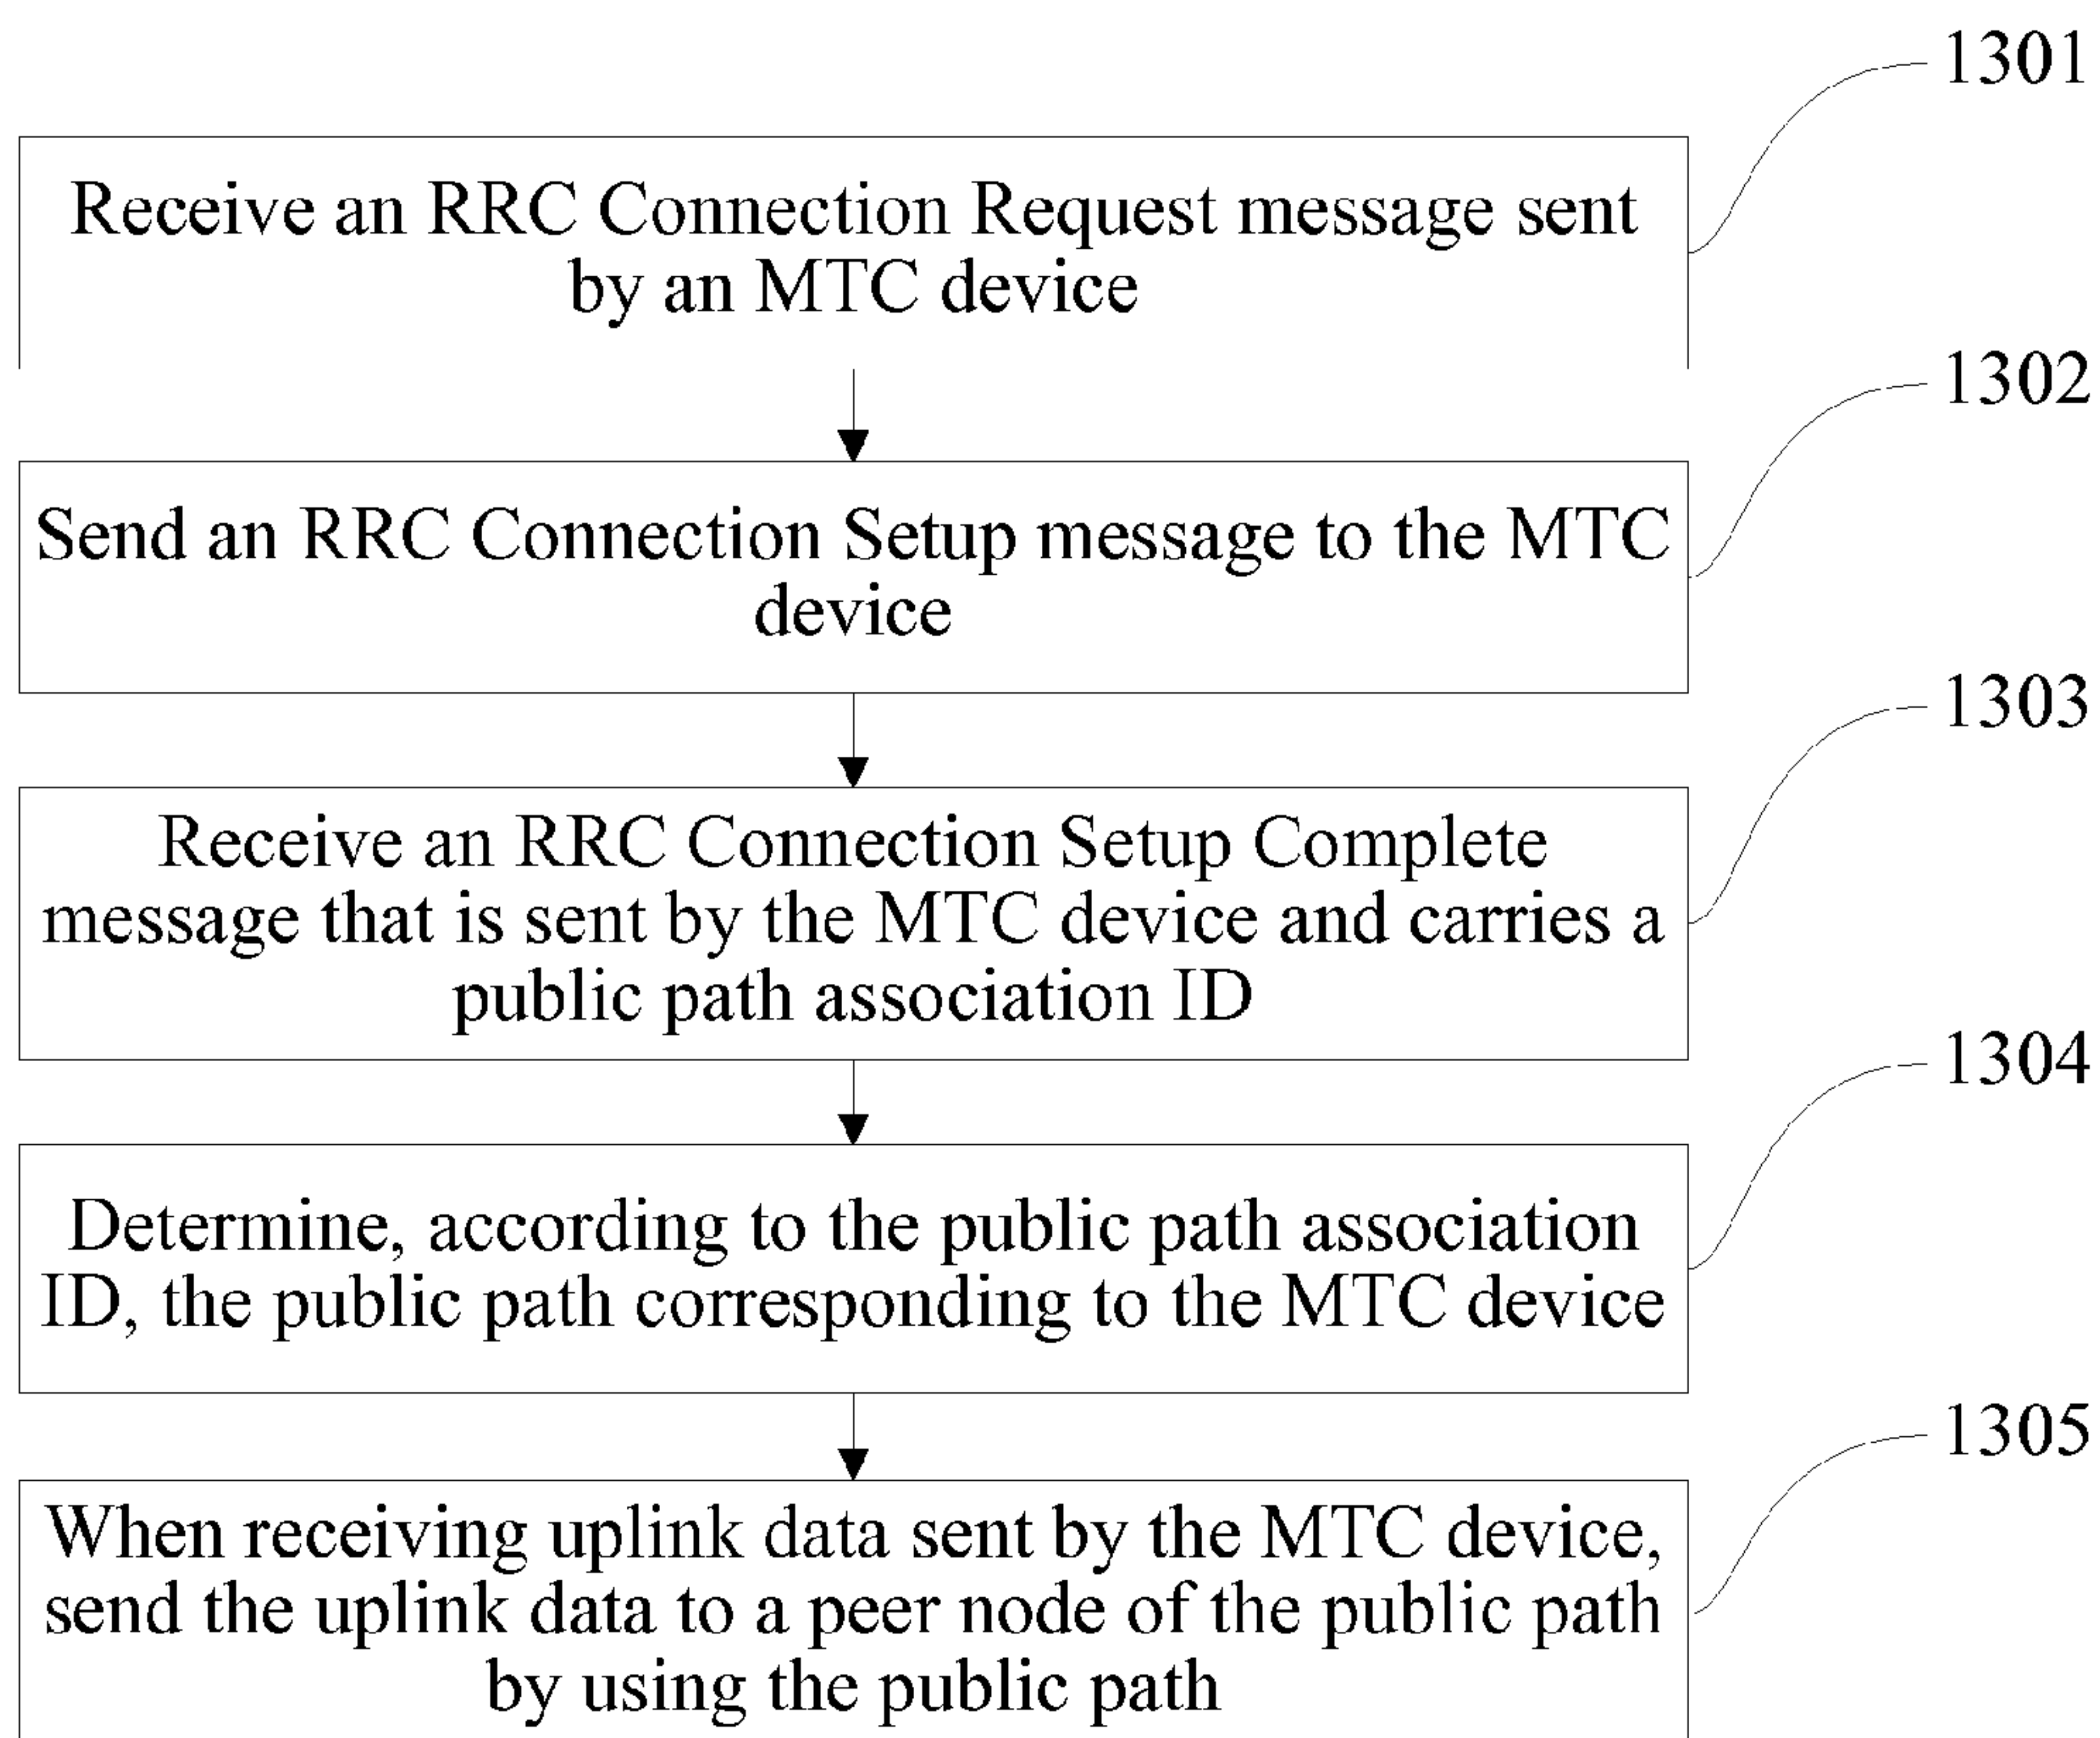 1301
Receive an RRC Connection Request message sent
by an MTC device
1302
Send an RRC Connection Setup message to the MTC
device
1303
Receive an RRC Connection Setup Complete
message that is sent by the MTC device and carries a
public path association ID
1304
Determine, according to the public path association
ID, the public path corresponding to the MTC device
1305
When receiving uplink data sent by the MTC device,
send the uplink data to a peer node of the public path
by using the public path